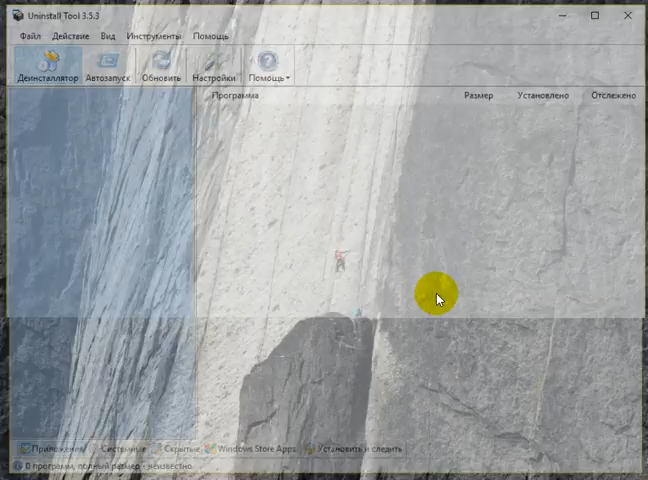 Uninstall Tool 3.5.3
Файл Действие Вид Инструменты Помощь
Деинсталлятор Автозапуск Обновить Настройки Помощь
Программа Размер Установлено Отслежено
Приложения Системные Скрытые Windows Store Apps Установить и следить
0 программ, полный размер - неизвестно